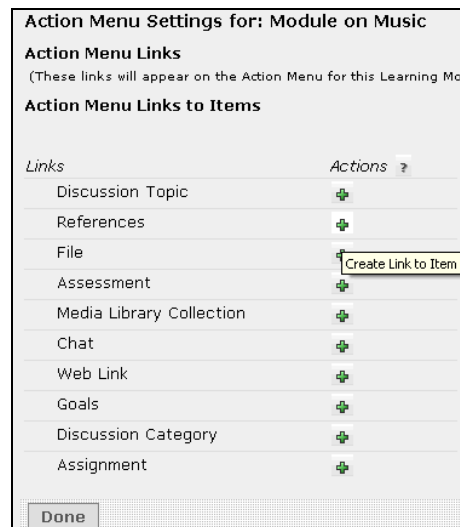 Action Menu Settings for: Module on Music
Action Menu Links
(These links will appear on the Action Menu for this Learning
Action Menu Links to Items
Links Actions ?
Discussion Topic
References
File
Create Link to Item
Assessment
Media Library Collection
Chat
Web Link
Goals
Discussion Category
Assignment
Done